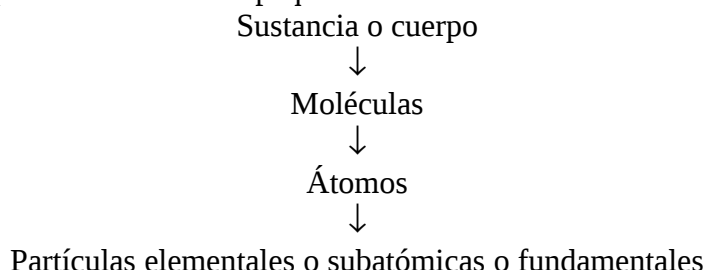 Sustancia o cuerpo
↓
Moléculas
↓
Átomos
↓
Partículas elementales o subatómicas o fundamentales